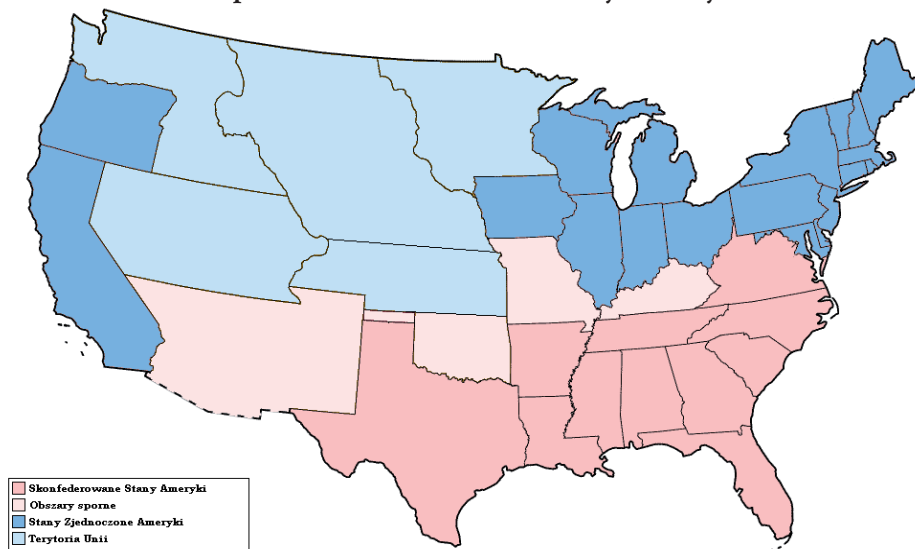 Skonfederowane Stany Ameryki
Obszary sporne
Stany Zjednoczone Ameryki
Terytoria Unii